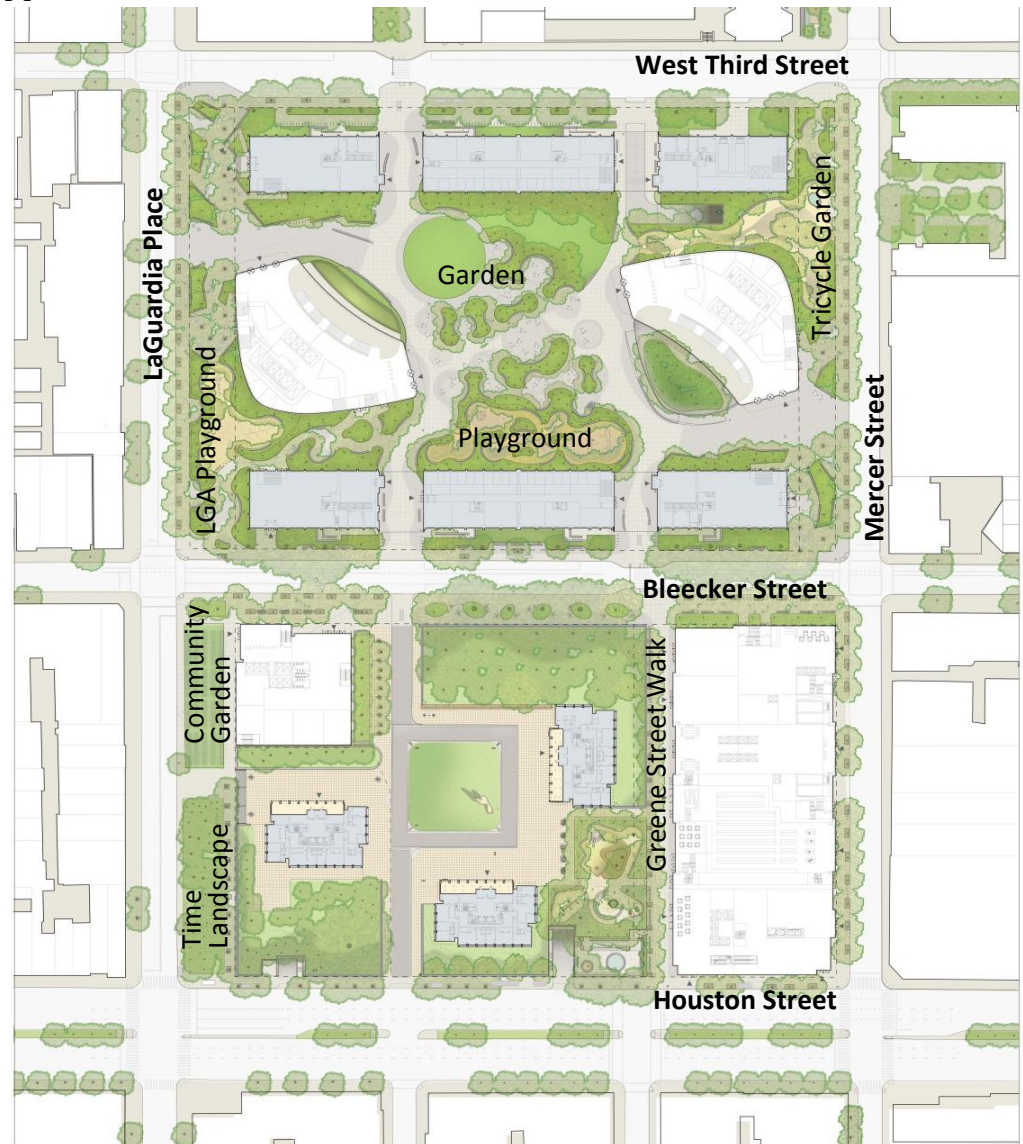 West Third Street
LaGuardia Place
Garden
Tricycle Garden
LGA Playground
Playground
Mercer Street
Bleecker Street
Community
Garden
Greene Street Walk
Time
Landscape
Houston Street